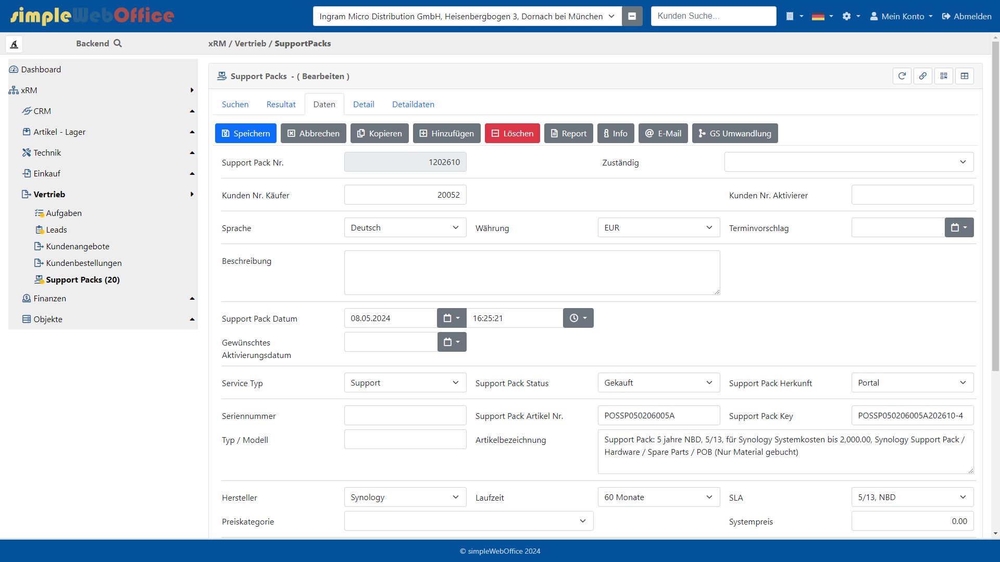 simpleWebOffice
Ingram Micro Distribution GmbH, Heisenbergbogen 3, Dornach bei München
Kunden Suche...
Mein Konto
Abmelden
Backend
xRM / Vertrieb / SupportPacks
Dashboard
xRM
CRM
Artikel - Lager
Technik
Einkauf
Vertrieb
Aufgaben
Leads
Kundenangebote
Kundenbestellungen
Support Packs (20)
Finanzen
Objekte
Support Packs - ( Bearbeiten )
Suchen Resultat Daten Detail Detaildaten
Speichern Abbrechen Kopieren Hinzufügen Löschen Report Info E-Mail GS Umwandlung
Support Pack Nr. 1202610 Zuständig
Kunden Nr. Käufer 20052 Kunden Nr. Aktivierer
Sprache Deutsch Währung EUR Terminvorschlag
Beschreibung
Support Pack Datum 08.05.2024 16:25:21
Gewünschtes
Aktivierungsdatum
Service Typ Support Support Pack Status Gekauft Support Pack Herkunft Portal
Seriennummer Support Pack Artikel Nr. POSSP050206005A Support Pack Key POSSP050206005A202610-4
Typ / Modell Artikelbezeichnung Support Pack: 5 jahre NBD, 5/13, für Synology Systemkosten bis 2,000.00, Synology Support Pack /
Hardware / Spare Parts / POB (Nur Material gebucht)
Hersteller Synology Laufzeit 60 Monate SLA 5/13, NBD
Preiskategorie Systempreis 0.00
© simpleWebOffice 2024